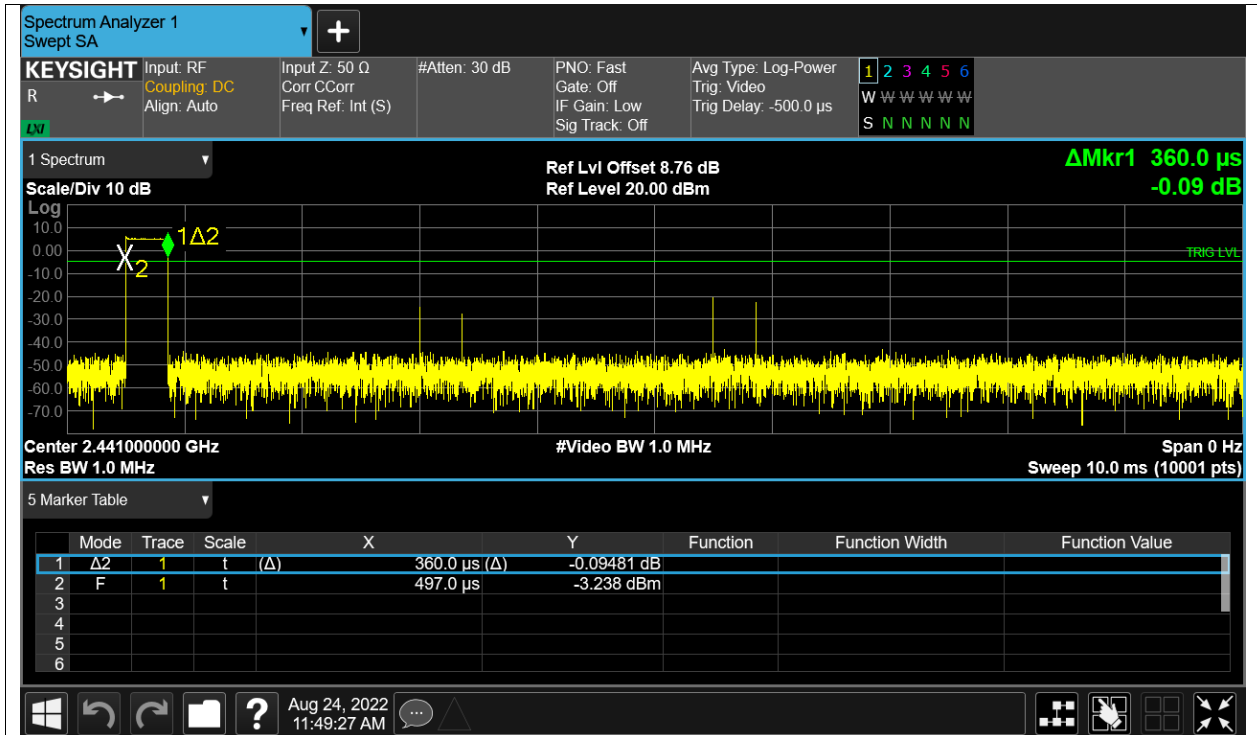 Spectrum Analyzer 1
Swept SA
KEYSIGHT
R
LXI
Input: RF
Coupling: DC
Align: Auto
Input Z: 50 Ω
Corr CCorr
Freq Ref: Int (S)
#Atten: 30 dB
PNO: Fast
Gate: Off
IF Gain: Low
Sig Track: Off
Avg Type: Log-Power
Trig: Video
Trig Delay: -500.0 µs
1 2 3 4 5 6
W W W W W W
S N N N N N
1 Spectrum
Scale/Div 10 dB
Ref Lvl Offset 8.76 dB
Ref Level 20.00 dBm
ΔMkr1 360.0 µs
-0.09 dB
Log
10.0
0.00
-10.0
-20.0
-30.0
-40.0
-50.0
-60.0
-70.0
1Δ2
2
TRIG LVL
Center 2.441000000 GHz
Res BW 1.0 MHz
#Video BW 1.0 MHz
Span 0 Hz
Sweep 10.0 ms (10001 pts)
5 Marker Table
Mode Trace Scale X Y Function Function Width Function Value
1 Δ2 1 t (Δ) 360.0 µs (Δ) -0.09481 dB
2 F 1 t 497.0 µs -3.238 dBm
3
4
5
6
?
Aug 24, 2022
11:49:27 AM